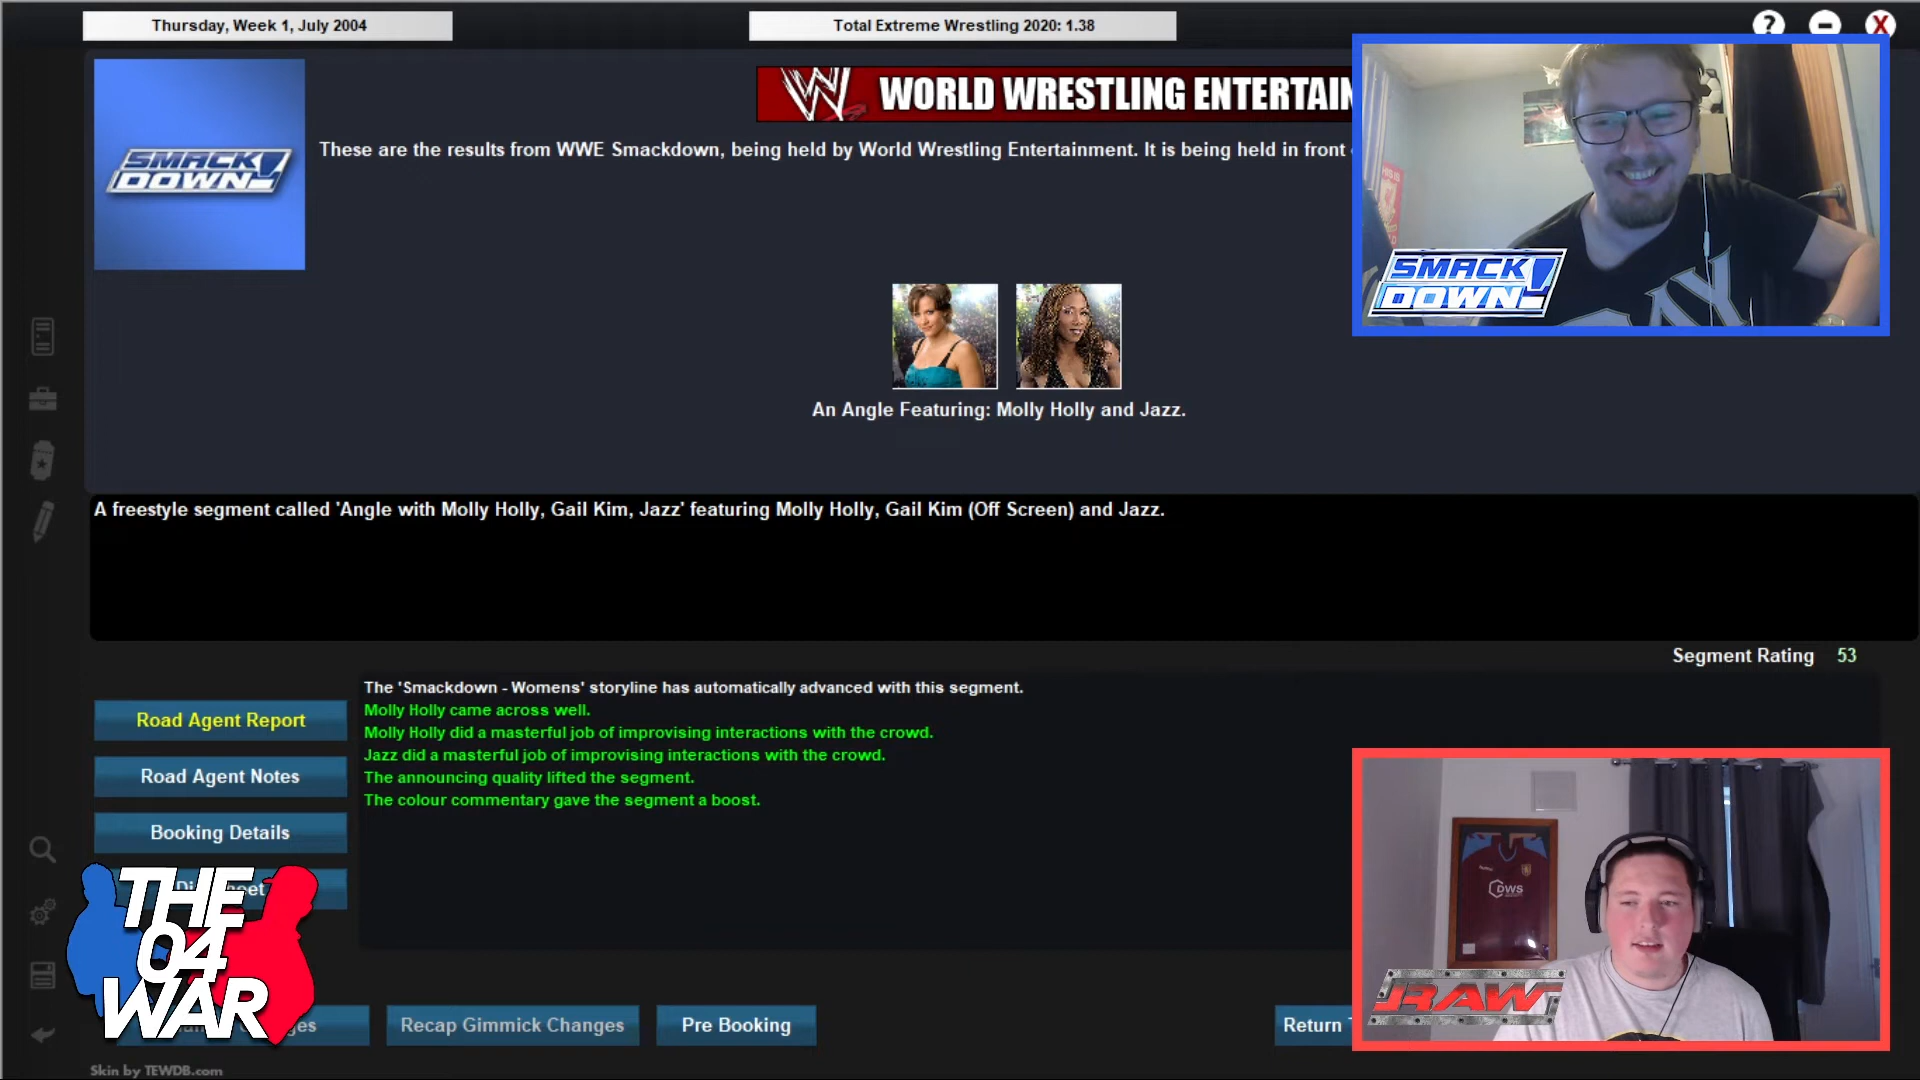 Thursday, Week 1, July 2004
Total Extreme Wrestling 2020: 1.38
?
X
SMACK
DOWN!
WORLD WRESTLING ENTERTAIN
These are the results from WWE Smackdown, being held by World Wrestling Entertainment. It is being held in front
SMACK
DOWN!
An Angle Featuring: Molly Holly and Jazz.
A freestyle segment called 'Angle with Molly Holly, Gail Kim, Jazz' featuring Molly Holly, Gail Kim (Off Screen) and Jazz.
Segment Rating 53
The 'Smackdown - Womens' storyline has automatically advanced with this segment.
Molly Holly came across well.
Molly Holly did a masterful job of improvising interactions with the crowd.
Jazz did a masterful job of improvising interactions with the crowd.
The announcing quality lifted the segment.
The colour commentary gave the segment a boost.
Road Agent Report
Road Agent Notes
Booking Details
THE
04
WAR
DWS
RAW
Recap Gimmick Changes
Pre Booking
Return
Skin by TEWDB.com